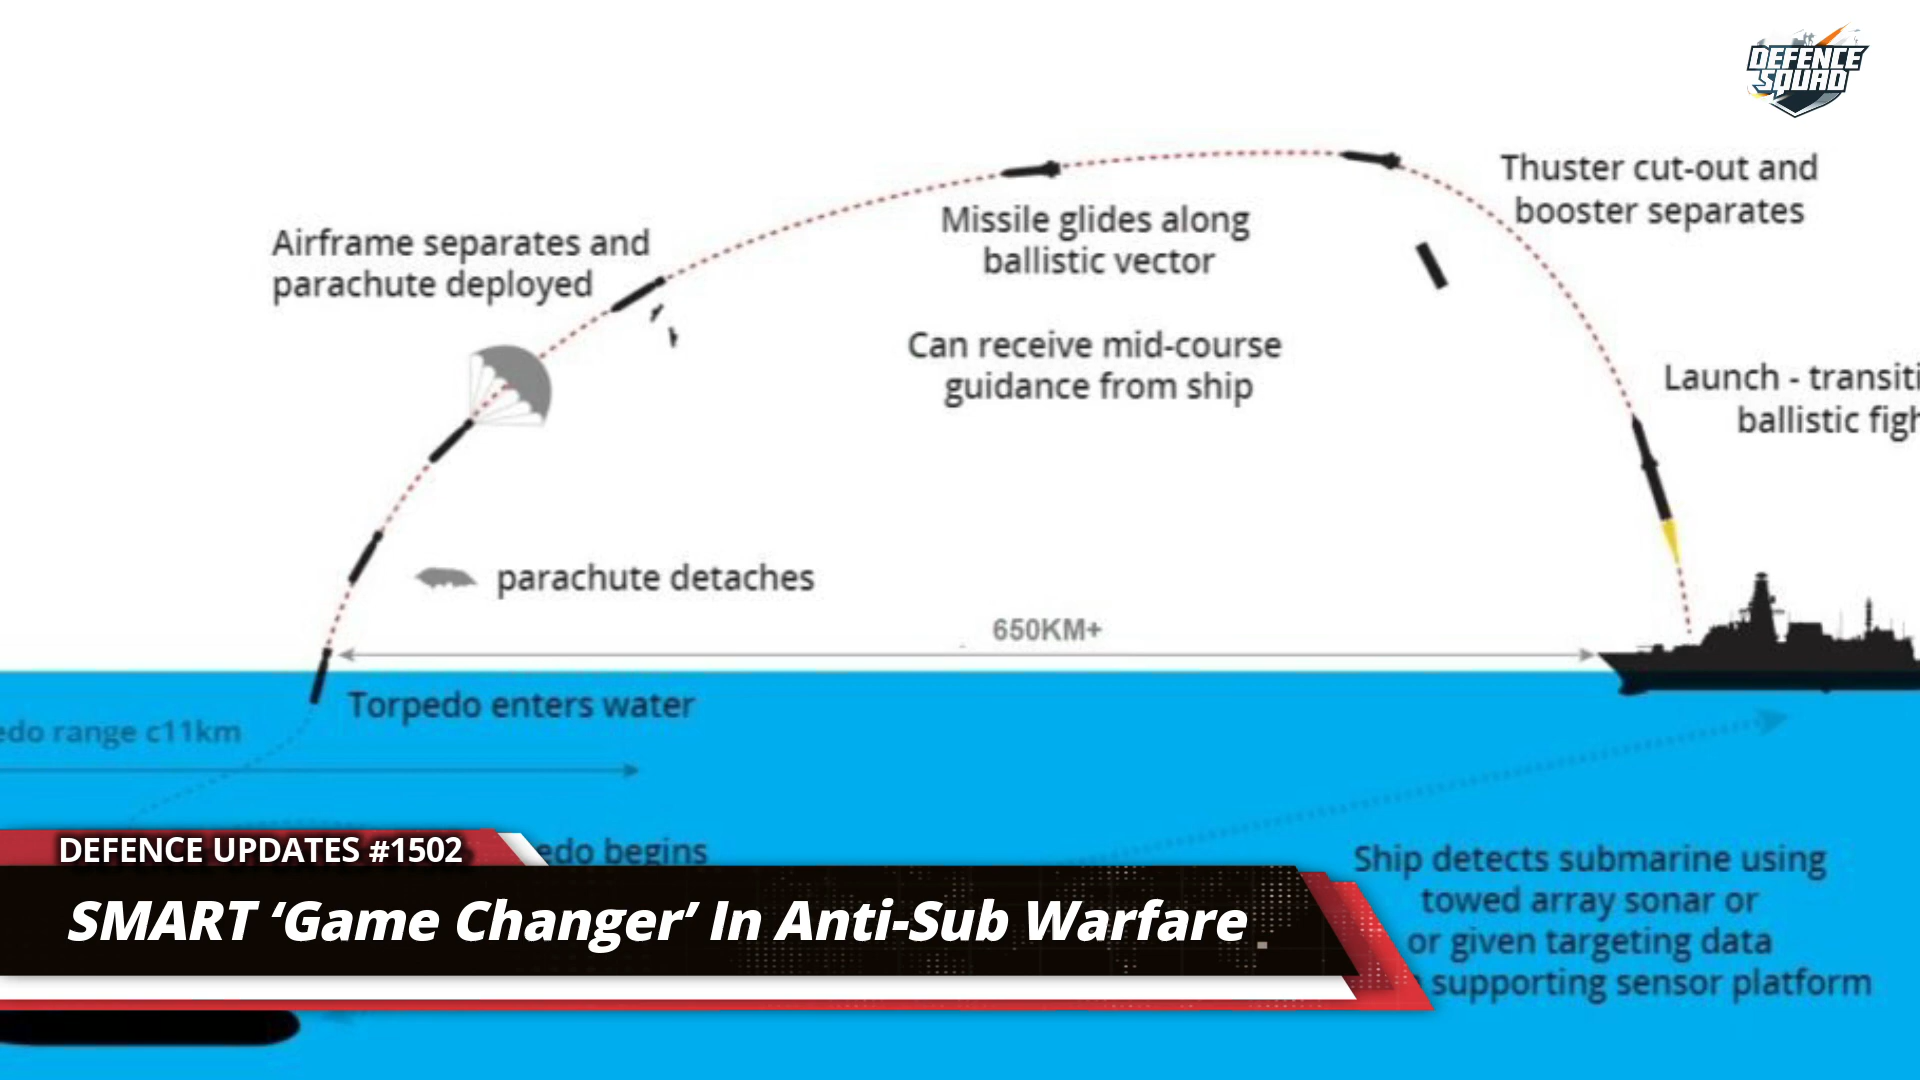 DEFENCE
SQUAD
Thuster cut-out and
booster separates
Missile glides along
ballistic vector
Airframe separates and
parachute deployed
Can receive mid-course
guidance from ship
Launch - transiti
ballistic figh
parachute detaches
650KM+
Torpedo enters water
edo range c11km
edo begins
Ship detects submarine using
towed array sonar or
or given targeting data
supporting sensor platform
DEFENCE UPDATES #1502
SMART ‘Game Changer’ In Anti-Sub Warfare